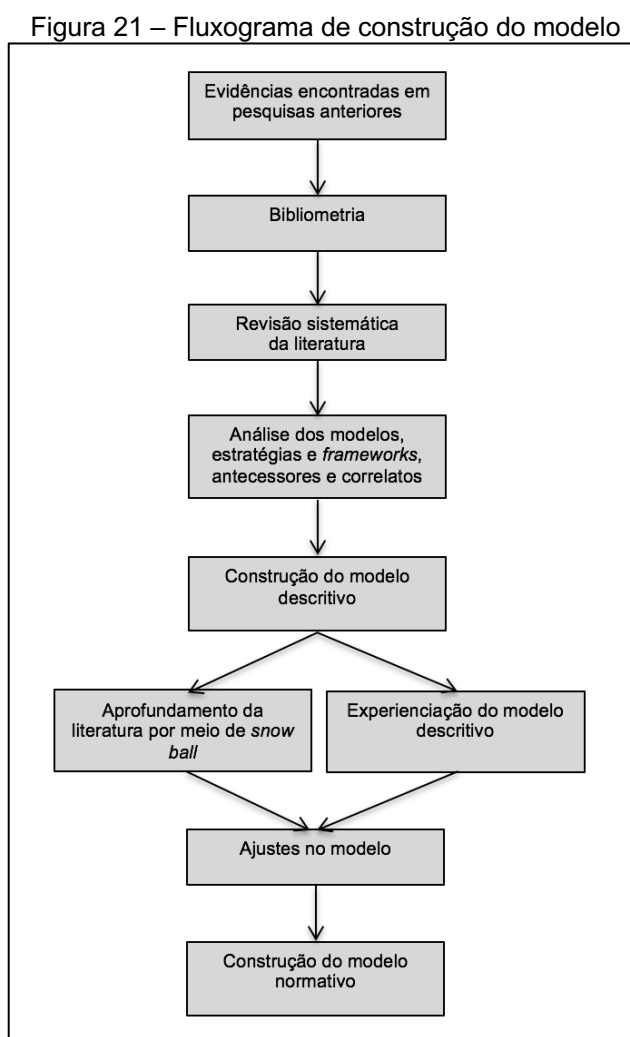 Figura 21 – Fluxograma de construção do modelo
Evidências encontradas em
pesquisas anteriores
Bibliometria
Revisão sistemática
da literatura
Análise dos modelos,
estratégias e frameworks,
antecessores e correlatos
Construção do modelo
descritivo
Aprofundamento da
literatura por meio de snow
ball
Experienciação do modelo
descritivo
Ajustes no modelo
Construção do modelo
normativo